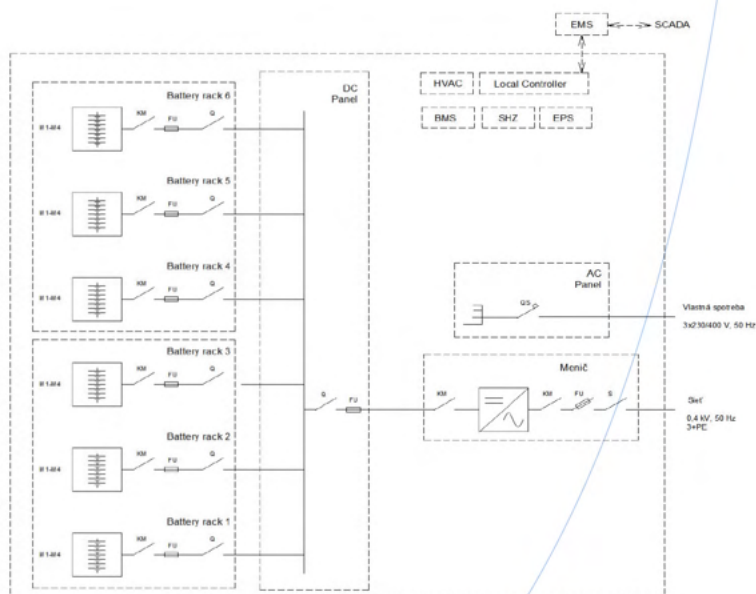 EMS
SCADA
HVAC
Local Controller
BMS
SHZ
EPS
DC
Panel
Battery rack 6
KM
FU
Q
Battery rack 5
KM
FU
Q
Battery rack 4
KM
FU
Q
Battery rack 3
KM
FU
Q
Battery rack 2
KM
FU
Q
Battery rack 1
KM
FU
Q
Q
FU
AC
Panel
QS
Vlastná spotreba
3x230/400 V, 50 Hz
Menič
KM
KM
FU
S
Sieť
0,4 kV, 50 Hz
3+PE